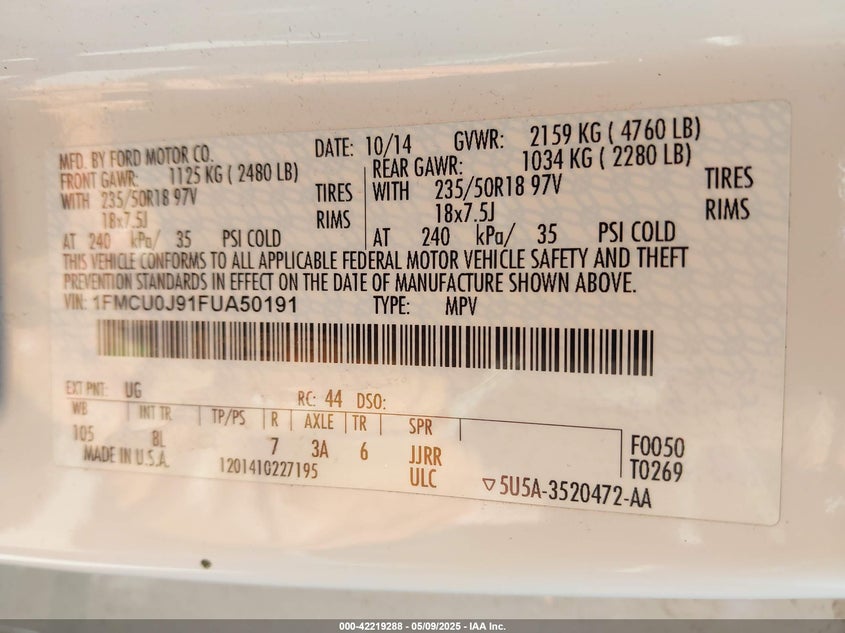 MFD. BY FORD MOTOR CO. DATE: 10/14 GVWR: 2159 KG ( 4760 LB)
FRONT GAWR: 1125 KG ( 2480 LB) REAR GAWR: 1034 KG ( 2280 LB)
WITH 235/50R18 97V TIRES WITH 235/50R18 97V TIRES
18x7.5J RIMS 18x7.5J RIMS
AT 240 kPa/ 35 PSI COLD AT 240 kPa/ 35 PSI COLD
THIS VEHICLE CONFORMS TO ALL APPLICABLE FEDERAL MOTOR VEHICLE SAFETY AND THEFT
PREVENTION STANDARDS IN EFFECT ON THE DATE OF MANUFACTURE SHOWN ABOVE.
VIN: 1FMCU0J91FUA50191 TYPE: MPV
EXT PNT: UG RC: 44 DSO:
WB INT TR TP/PS R AXLE TR SPR
105 8L 7 3A 6 JJRR F0050
MADE IN U.S.A. 1201410227195 ULC T0269
5U5A-3520472-AA
000-42219288 - 05/09/2025 - IAA Inc.